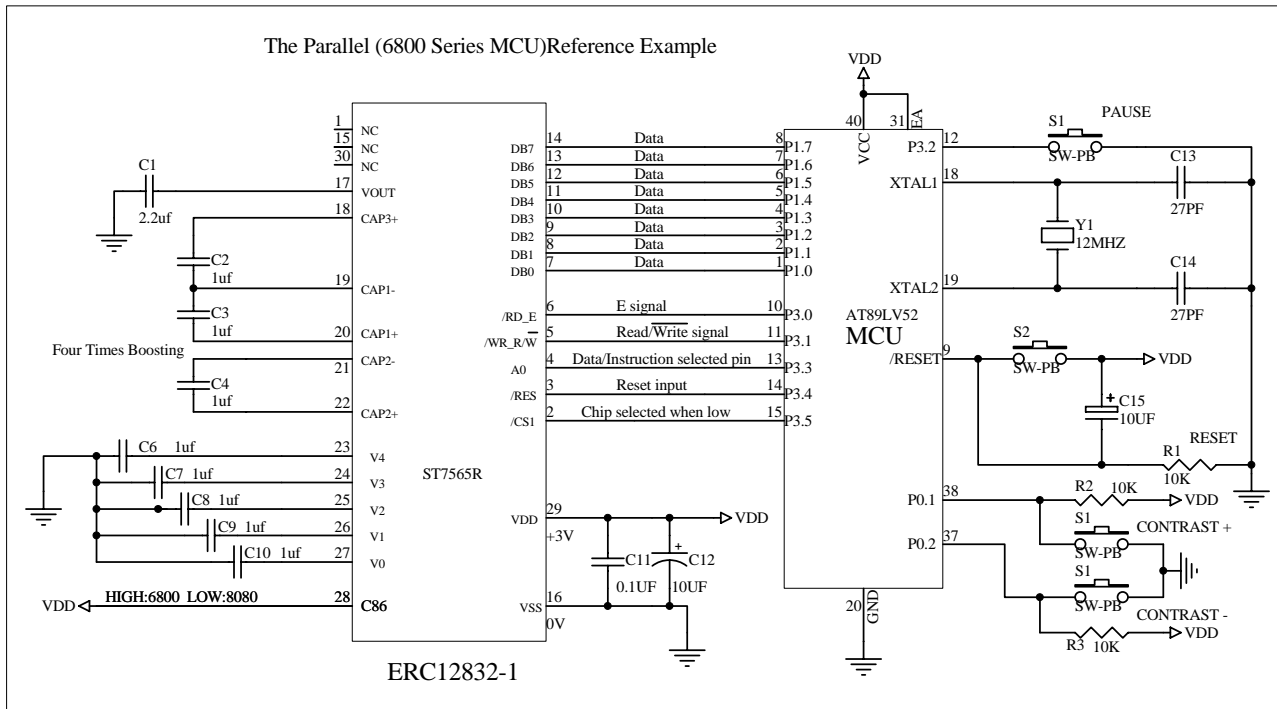 The Parallel (6800 Series MCU)Reference Example
1 NC
15 NC
30 NC
17 VOUT
18 CAP3+
19 CAP1-
20 CAP1+
21 CAP2-
22 CAP2+
23 V4
24 V3
25 V2
26 V1
27 V0
28 C86
C1
2.2uf
C2
1uf
C3
1uf
Four Times Boosting
C4
1uf
C6 1uf
C7 1uf
C8 1uf
C9 1uf
C10 1uf
VDD
HIGH:6800 LOW:8080
ST7565R
ERC12832-1
DB7 14 Data 8 P1.7
DB6 13 Data 7 P1.6
DB5 12 Data 6 P1.5
DB4 11 Data 5 P1.4
DB3 10 Data 4 P1.3
DB2 9 Data 3 P1.2
DB1 8 Data 2 P1.1
DB0 7 Data 1 P1.0
/RD_E 6 E signal 10 P3.0
/WR_R/W 5 Read/Write signal 11 P3.1
A0 4 Data/Instruction selected pin 13 P3.3
/RES 3 Reset input 14 P3.4
/CS1 2 Chip selected when low 15 P3.5
VDD 29
+3V
VDD
C11
0.1UF
C12
+
10UF
VSS 16
0V
VDD
40 VCC
31 EA
AT89LV52
MCU
20 GND
P3.2 12
S1
PAUSE
SW-PB
XTAL1 18
C13
27PF
Y1
12MHZ
XTAL2 19
C14
27PF
/RESET 9
S2
SW-PB
VDD
+
C15
10UF
RESET
R1
10K
P0.1 38
R2 10K
VDD
S1
CONTRAST +
SW-PB
P0.2 37
S1
SW-PB
CONTRAST -
R3 10K
VDD